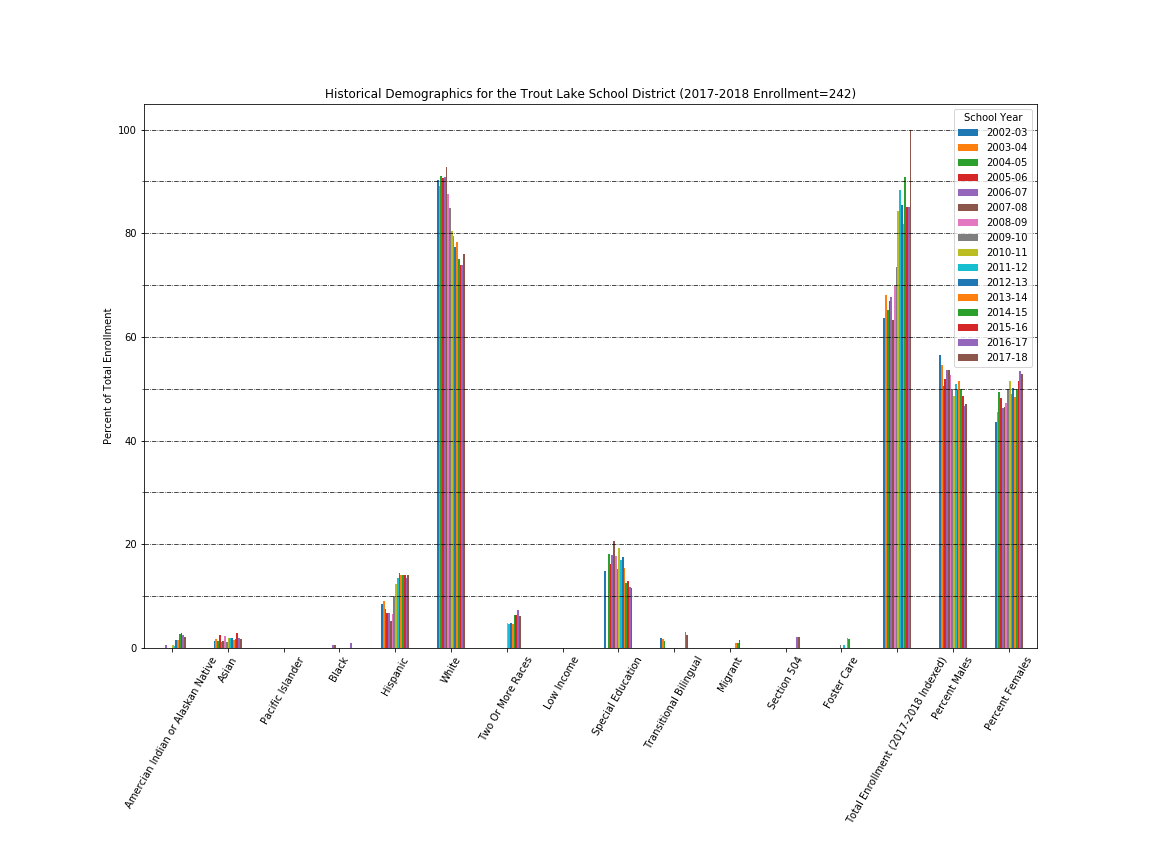 Historical Demographics for the Trout Lake School District (2017-2018 Enrollment=242)
Percent of Total Enrollment
100
80
60
40
20
0
School Year
2002-03
2003-04
2004-05
2005-06
2006-07
2007-08
2008-09
2009-10
2010-11
2011-12
2012-13
2013-14
2014-15
2015-16
2016-17
2017-18
Amercian Indian or Alaskan Native
Asian
Pacific Islander
Black
Hispanic
White
Two Or More Races
Low Income
Special Education
Transitional Bilingual
Migrant
Section 504
Foster Care
Total Enrollment (2017-2018 Indexed)
Percent Males
Percent Females